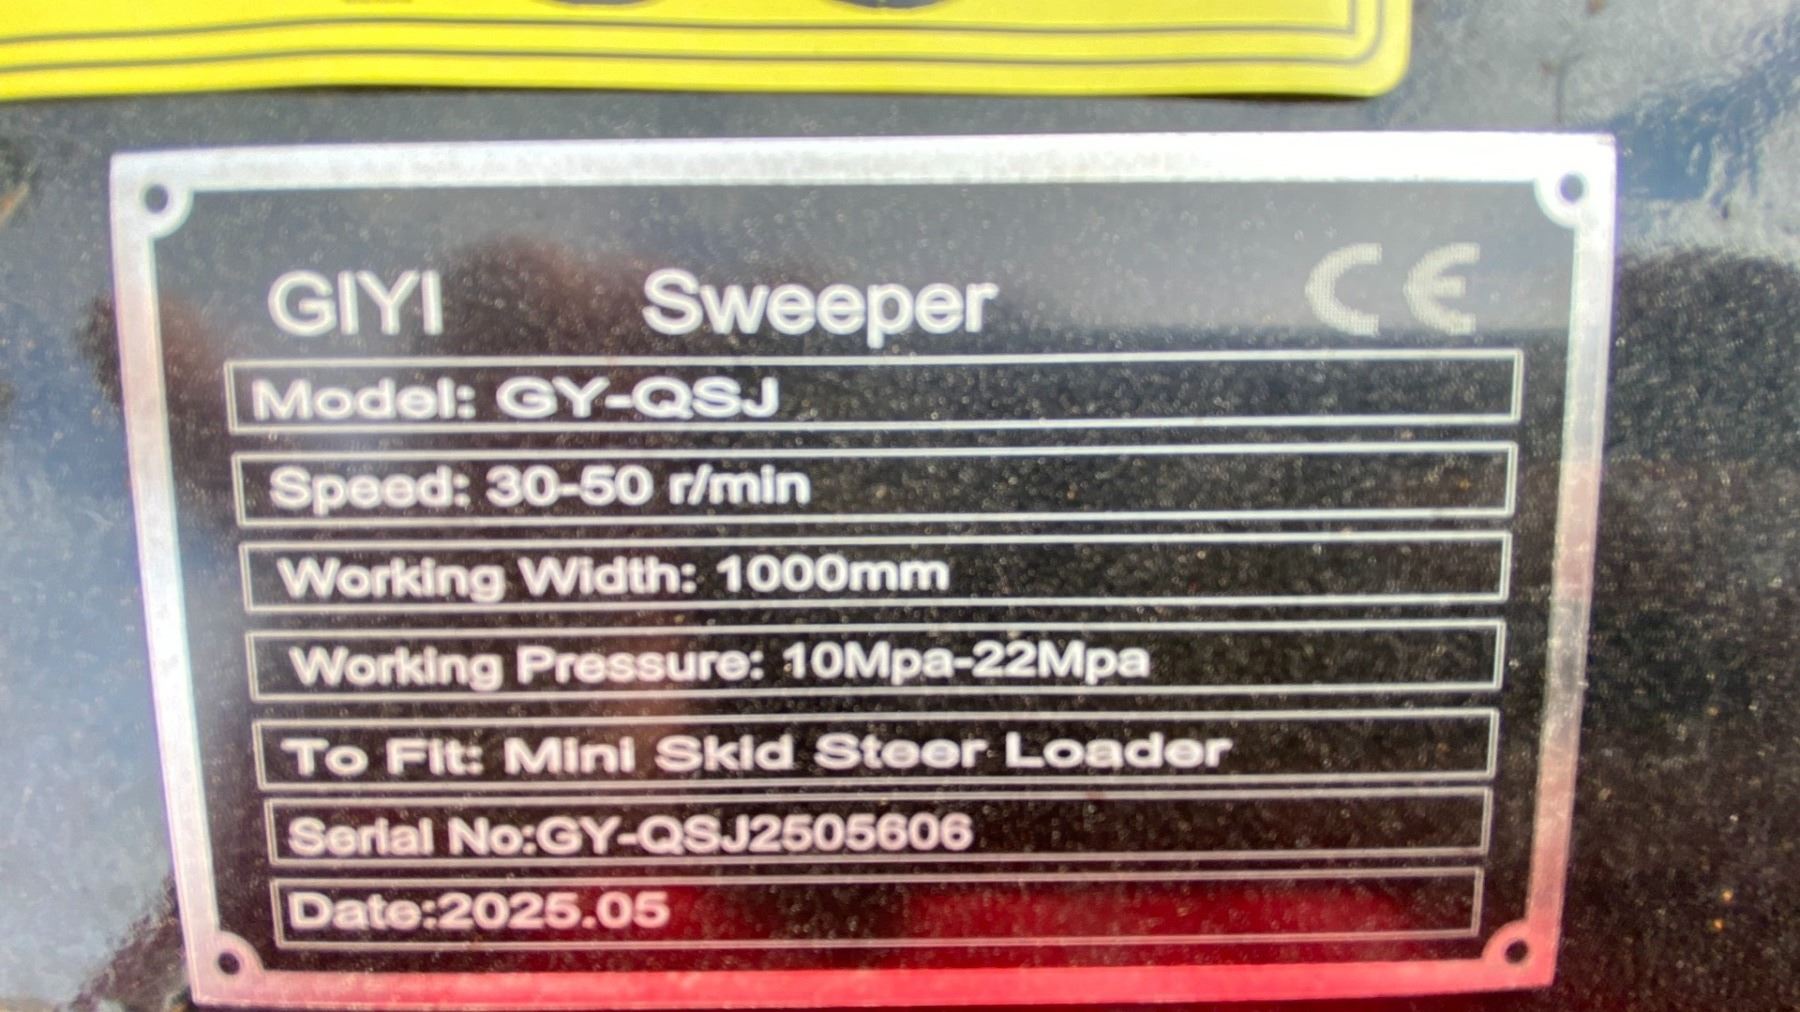 GIYI Sweeper CE
Model: GY-QSJ
Speed: 30-50 r/min
Working Width: 1000mm
Working Pressure: 10Mpa-22Mpa
To Fit: Mini Skid Steer Loader
Serial No:GY-QSJ2505606
Date:2025.05